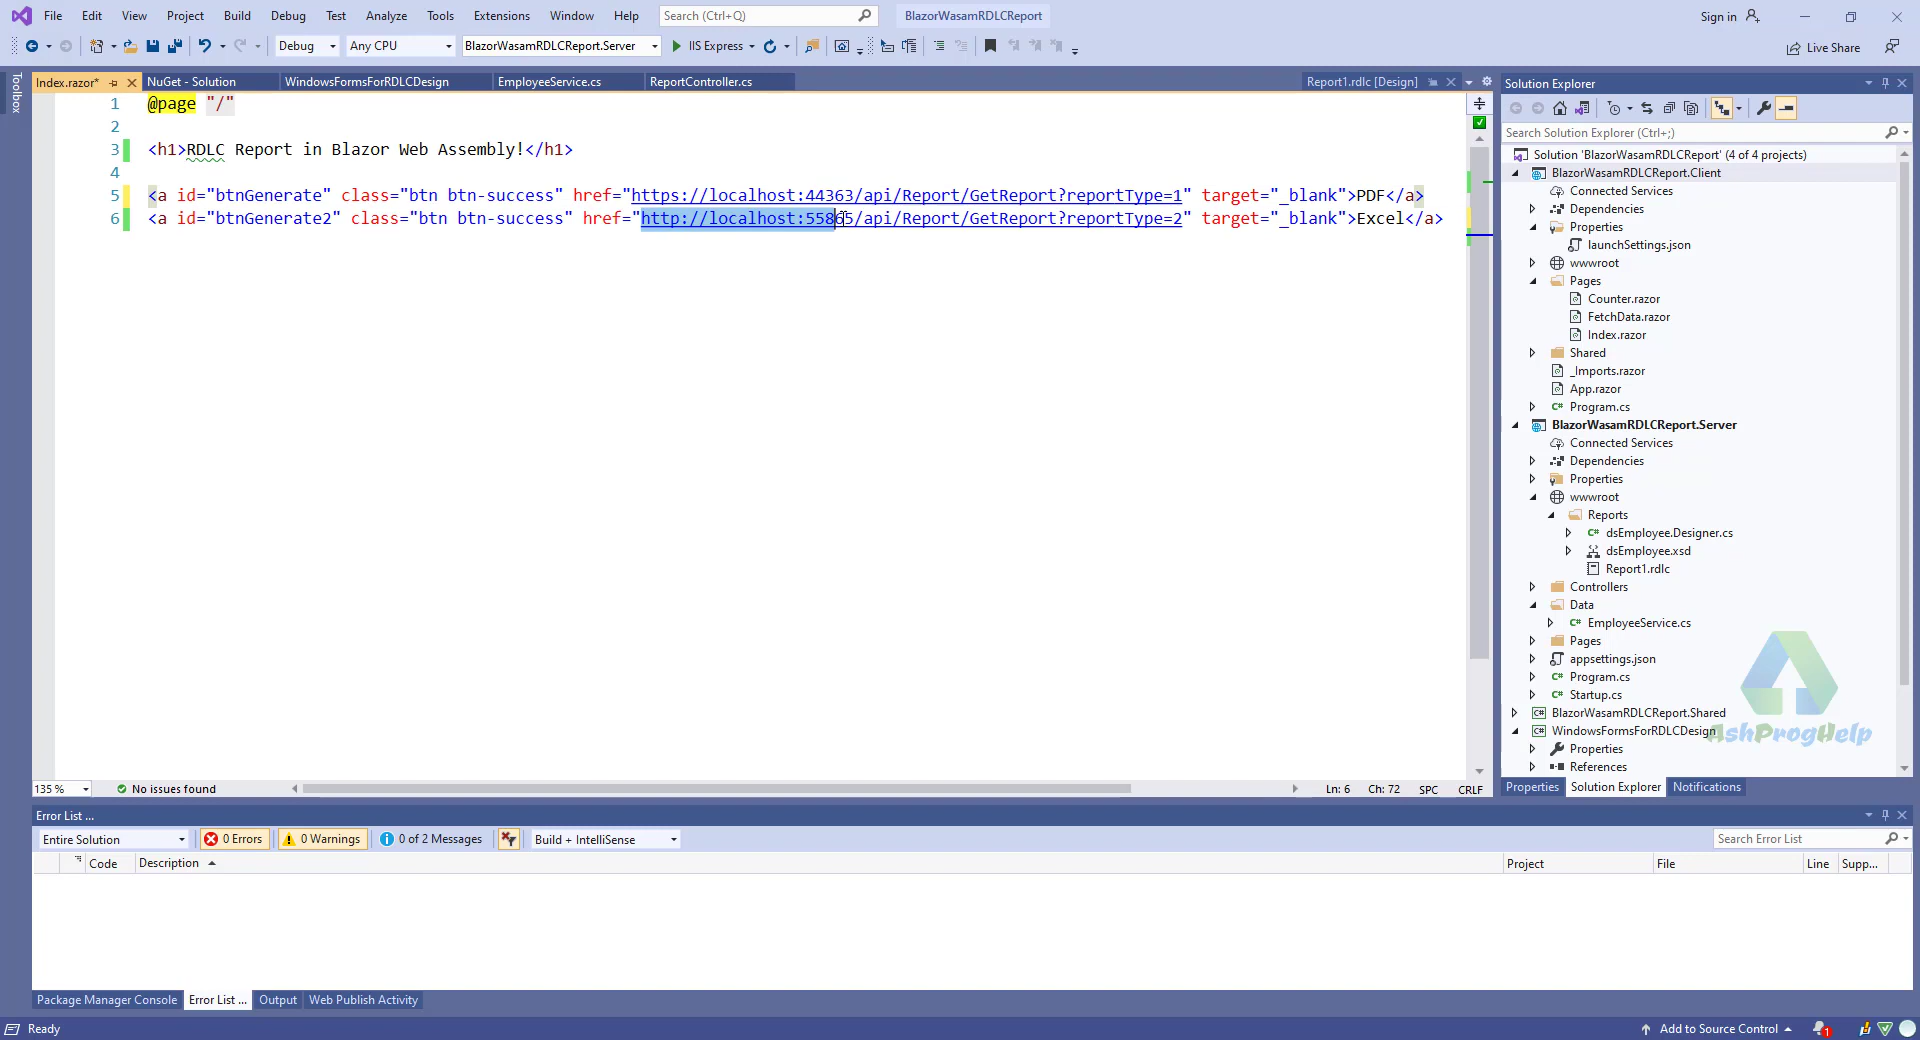 File Edit View Project Build Debug Test Analyze Tools Extensions Window Help Search (Ctrl+Q) BlazorWasamRDLCReport Sign in
Debug Any CPU BlazorWasamRDLCReport.Server IIS Express Live Share
Toolbox
Index.razor* NuGet - Solution WindowsFormsForRDLCDesign EmployeeService.cs ReportController.cs Report1.rdlc [Design]
1 @page "/"
2
3 <h1>RDLC Report in Blazor Web Assembly!</h1>
4
5 <a id="btnGenerate" class="btn btn-success" href="https://localhost:44363/api/Report/GetReport?reportType=1" target="_blank">PDF</a>
6 <a id="btnGenerate2" class="btn btn-success" href="http://localhost:55865/api/Report/GetReport?reportType=2" target="_blank">Excel</a>
135 % No issues found Ln: 6 Ch: 72 SPC CRLF
Solution Explorer
Search Solution Explorer (Ctrl+;)
Solution 'BlazorWasamRDLCReport' (4 of 4 projects)
BlazorWasamRDLCReport.Client
Connected Services
Dependencies
Properties
launchSettings.json
wwwroot
Pages
Counter.razor
FetchData.razor
Index.razor
Shared
_Imports.razor
App.razor
C# Program.cs
BlazorWasamRDLCReport.Server
Connected Services
Dependencies
Properties
wwwroot
Reports
C# dsEmployee.Designer.cs
dsEmployee.xsd
Report1.rdlc
Controllers
Data
C# EmployeeService.cs
Pages
appsettings.json
C# Program.cs
C# Startup.cs
C# BlazorWasamRDLCReport.Shared
C# WindowsFormsForRDLCDesign
Properties
References
AshProgHelp
Properties Solution Explorer Notifications
Error List ...
Entire Solution 0 Errors 0 Warnings 0 of 2 Messages Build + IntelliSense Search Error List
Code Description Project File Line Supp...
Package Manager Console Error List ... Output Web Publish Activity
Ready Add to Source Control 1